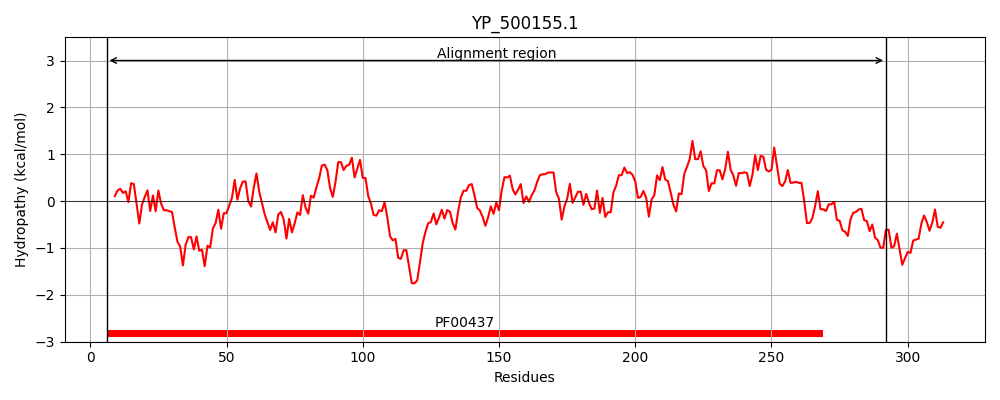 YP_500155.1
Alignment region
Hydropathy (kcal/mol)
3
2
1
0
−1
−2
−3
PF00437
0 50 100 150 200 250 300
Residues